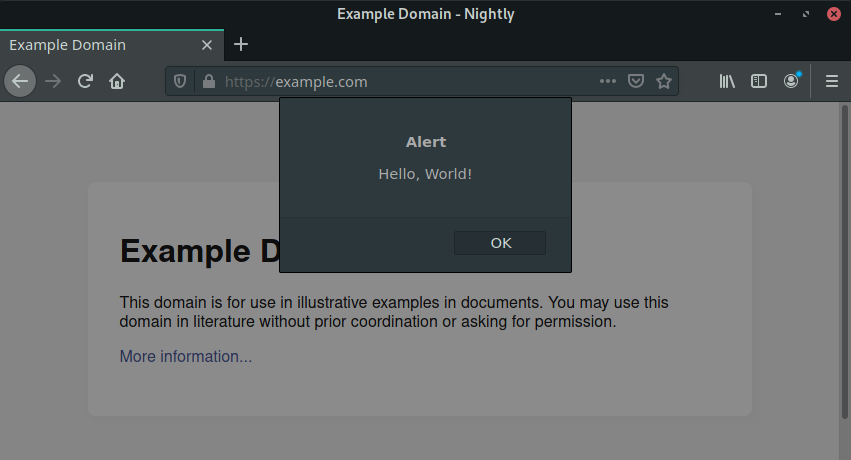 Example Domain - Nightly
Example Domain
https://example.com
Alert
Hello, World!
OK
Example D
This domain is for use in illustrative examples in documents. You may use this
domain in literature without prior coordination or asking for permission.
More information...